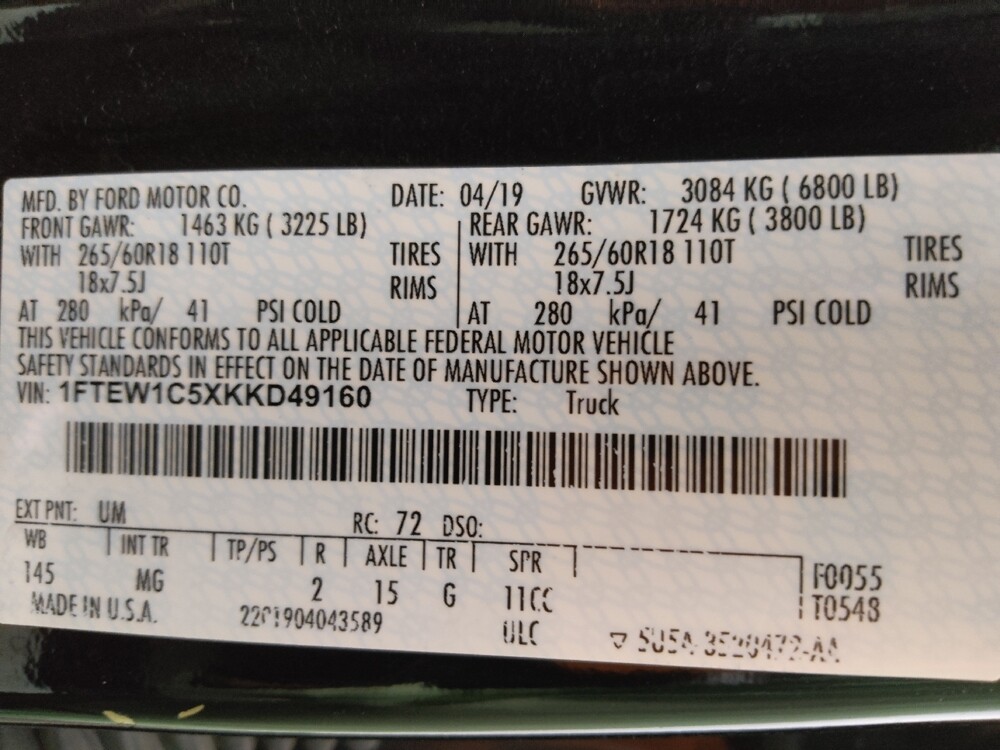 MFD. BY FORD MOTOR CO. DATE: 04/19 GVWR: 3084 KG ( 6800 LB)
FRONT GAWR: 1463 KG ( 3225 LB) REAR GAWR: 1724 KG ( 3800 LB)
WITH 265/60R18 110T TIRES WITH 265/60R18 110T TIRES
18x7.5J RIMS 18x7.5J RIMS
AT 280 kPa/ 41 PSI COLD AT 280 kPa/ 41 PSI COLD
THIS VEHICLE CONFORMS TO ALL APPLICABLE FEDERAL MOTOR VEHICLE
SAFETY STANDARDS IN EFFECT ON THE DATE OF MANUFACTURE SHOWN ABOVE.
VIN: 1FTEW1C5XKKD49160 TYPE: Truck
EXT PNT: UM RC: 72 DSO:
WB INT TR TP/PS R AXLE TR SPR
145 MG 2 15 G 11CC F0055
MADE IN U.S.A. ULC T0548